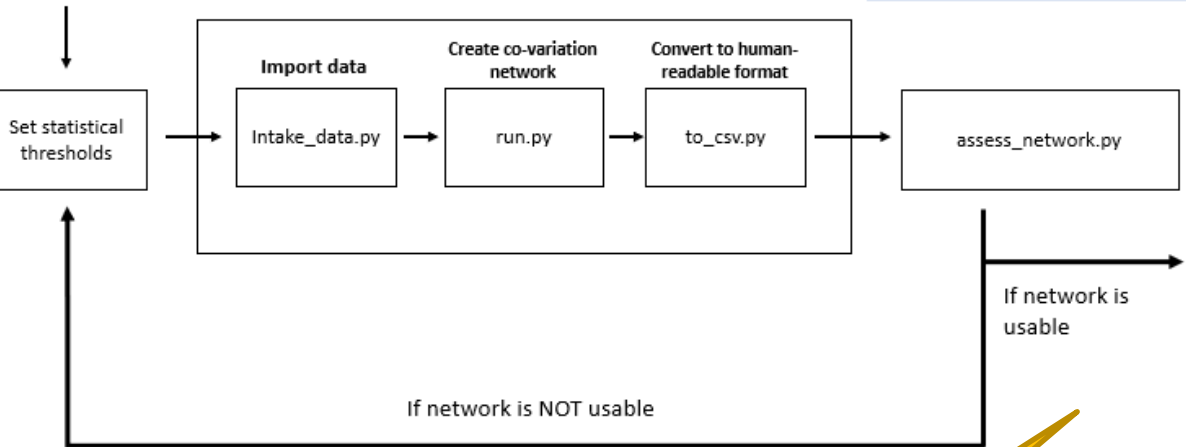 Import data
Create co-variation
network
Convert to human-
readable format
Set statistical
thresholds
Intake_data.py
run.py
to_csv.py
assess_network.py
If network is
usable
If network is NOT usable